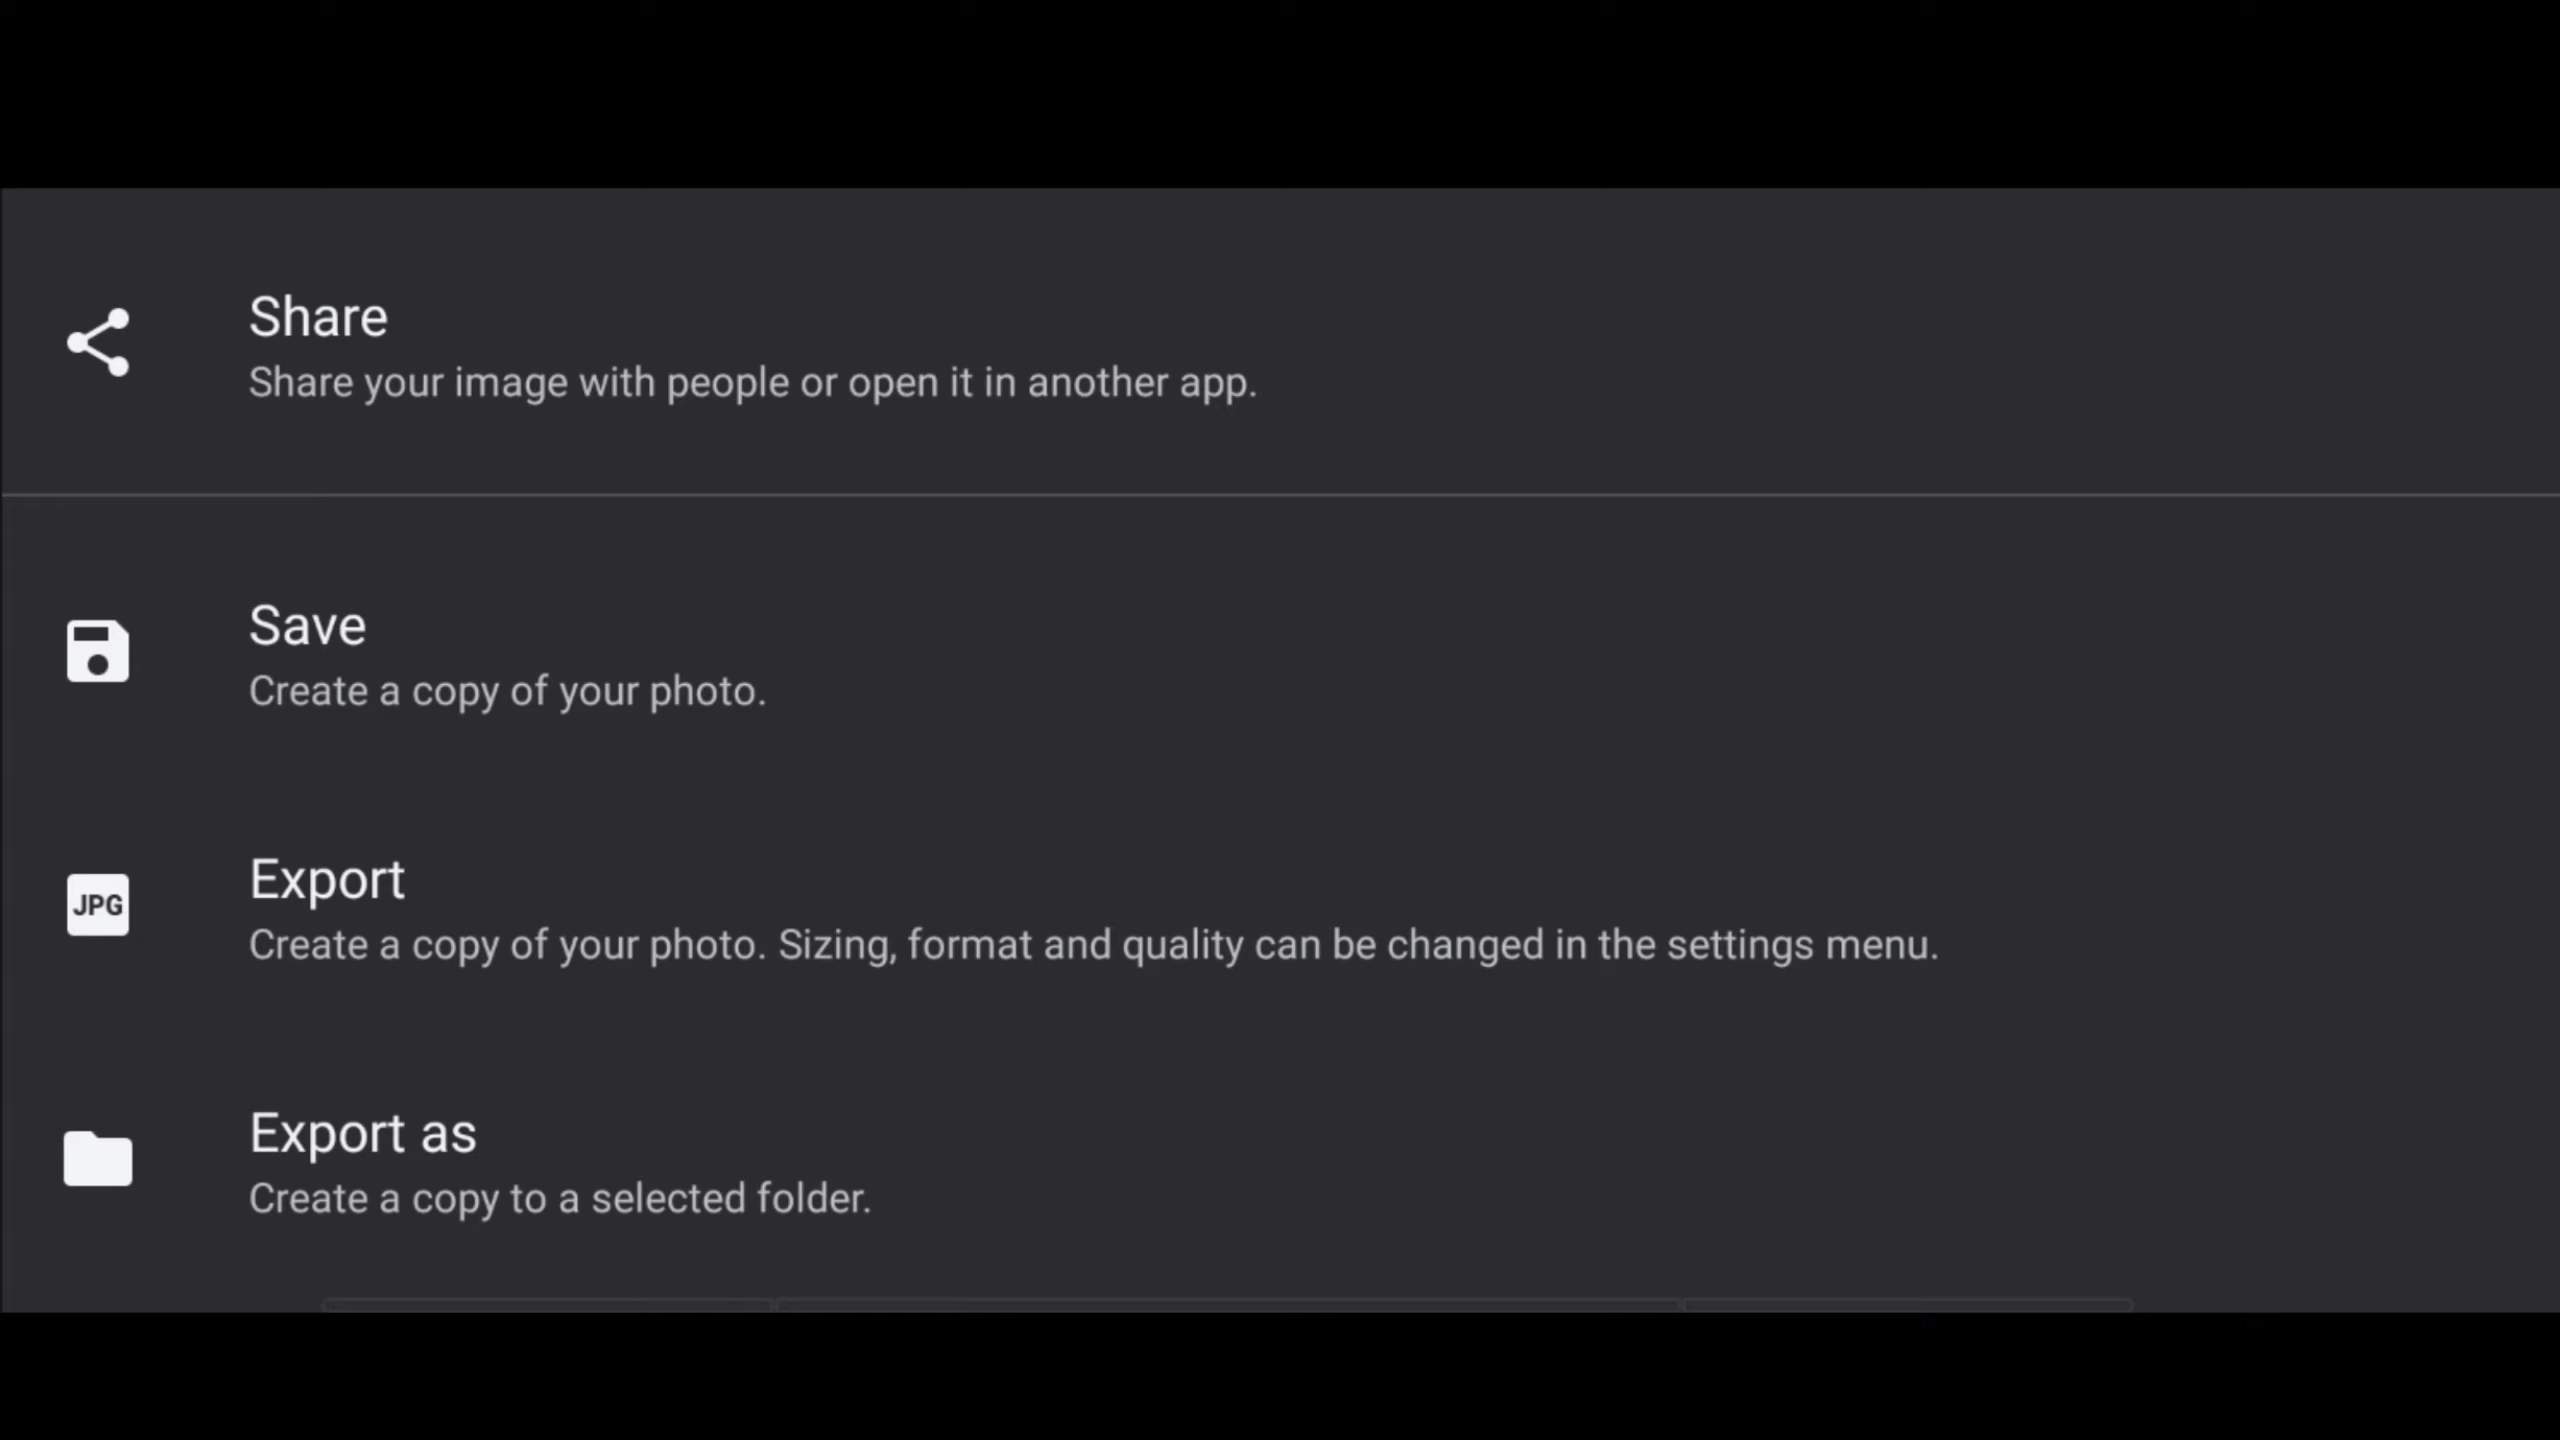 Share
Share your image with people or open it in another app.
Save
Create a copy of your photo.
JPG
Export
Create a copy of your photo. Sizing, format and quality can be changed in the settings menu.
Export as
Create a copy to a selected folder.